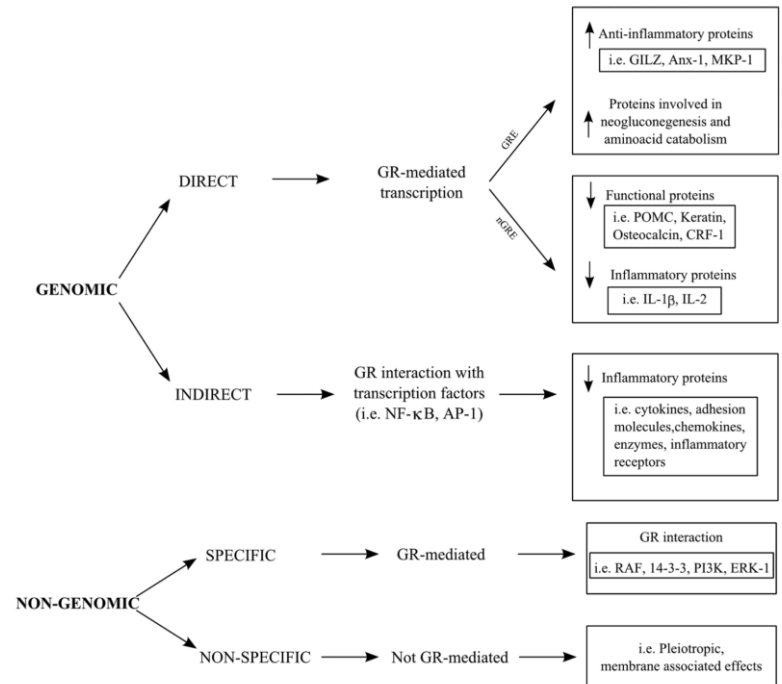 Anti-inflammatory proteins
i.e. GILZ, Anx-1, MKP-1
Proteins involved in
neogluconegenesis and
aminoacid catabolism
GRE
DIRECT
GR-mediated
transcription
nGRE
Functional proteins
i.e. POMC, Keratin,
Osteocalcin, CRF-1
Inflammatory proteins
i.e. IL-1β, IL-2
GENOMIC
INDIRECT
GR interaction with
transcription factors
(i.e. NF-κB, AP-1)
Inflammatory proteins
i.e. cytokines, adhesion
molecules,chemokines,
enzymes, inflammatory
receptors
SPECIFIC
GR-mediated
GR interaction
i.e. RAF, 14-3-3, PI3K, ERK-1
NON-GENOMIC
NON-SPECIFIC
Not GR-mediated
i.e. Pleiotropic,
membrane associated effects